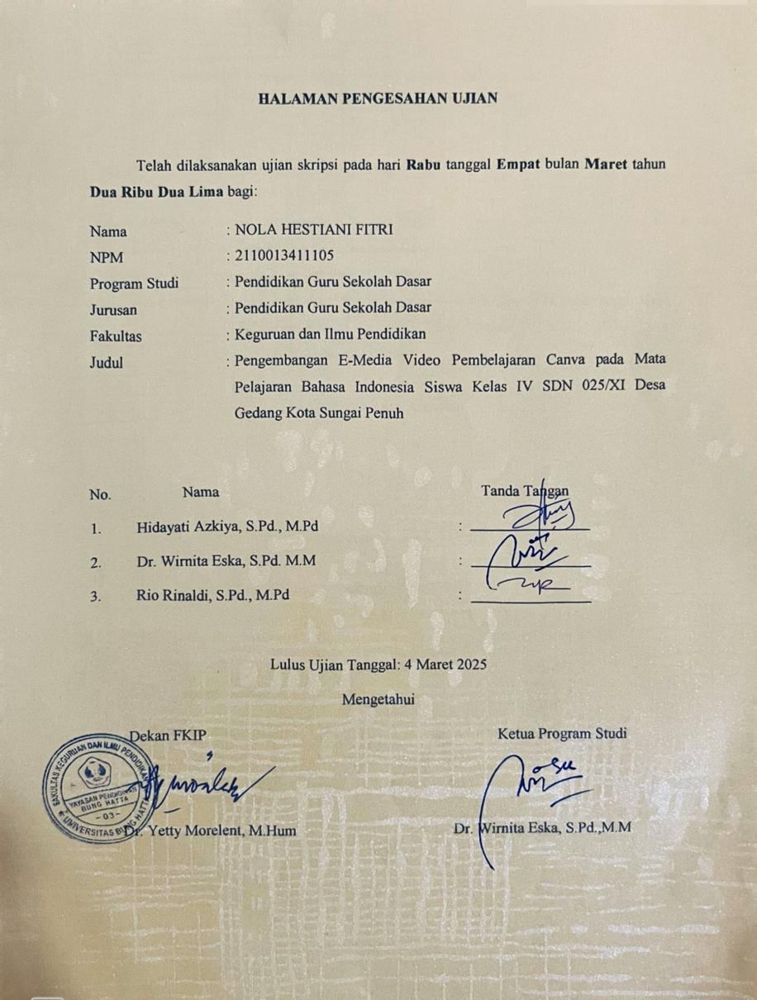 HALAMAN PENGESAHAN UJIAN
Telah dilaksanakan ujian skripsi pada hari Rabu tanggal Empat bulan Maret tahun
Dua Ribu Dua Lima bagi:
Nama : NOLA HESTIANI FITRI
NPM : 2110013411105
Program Studi : Pendidikan Guru Sekolah Dasar
Jurusan : Pendidikan Guru Sekolah Dasar
Fakultas : Keguruan dan Ilmu Pendidikan
Judul : Pengembangan E-Media Video Pembelajaran Canva pada Mata
Pelajaran Bahasa Indonesia Siswa Kelas IV SDN 025/XI Desa
Gedang Kota Sungai Penuh
No. Nama Tanda Tangan
1. Hidayati Azkiya, S.Pd., M.Pd :
2. Dr. Wirnita Eska, S.Pd. M.M :
3. Rio Rinaldi, S.Pd., M.Pd :
Lulus Ujian Tanggal: 4 Maret 2025
Mengetahui
Dekan FKIP Ketua Program Studi
FAKULTAS KEGURUAN DAN ILMU PENDIDIKAN
YAYASAN PENDIDIKAN
BUNG HATTA
-03-
UNIVERSITAS BUNG HATTA
Dr. Yetty Morelent, M.Hum Dr. Wirnita Eska, S.Pd.,M.M